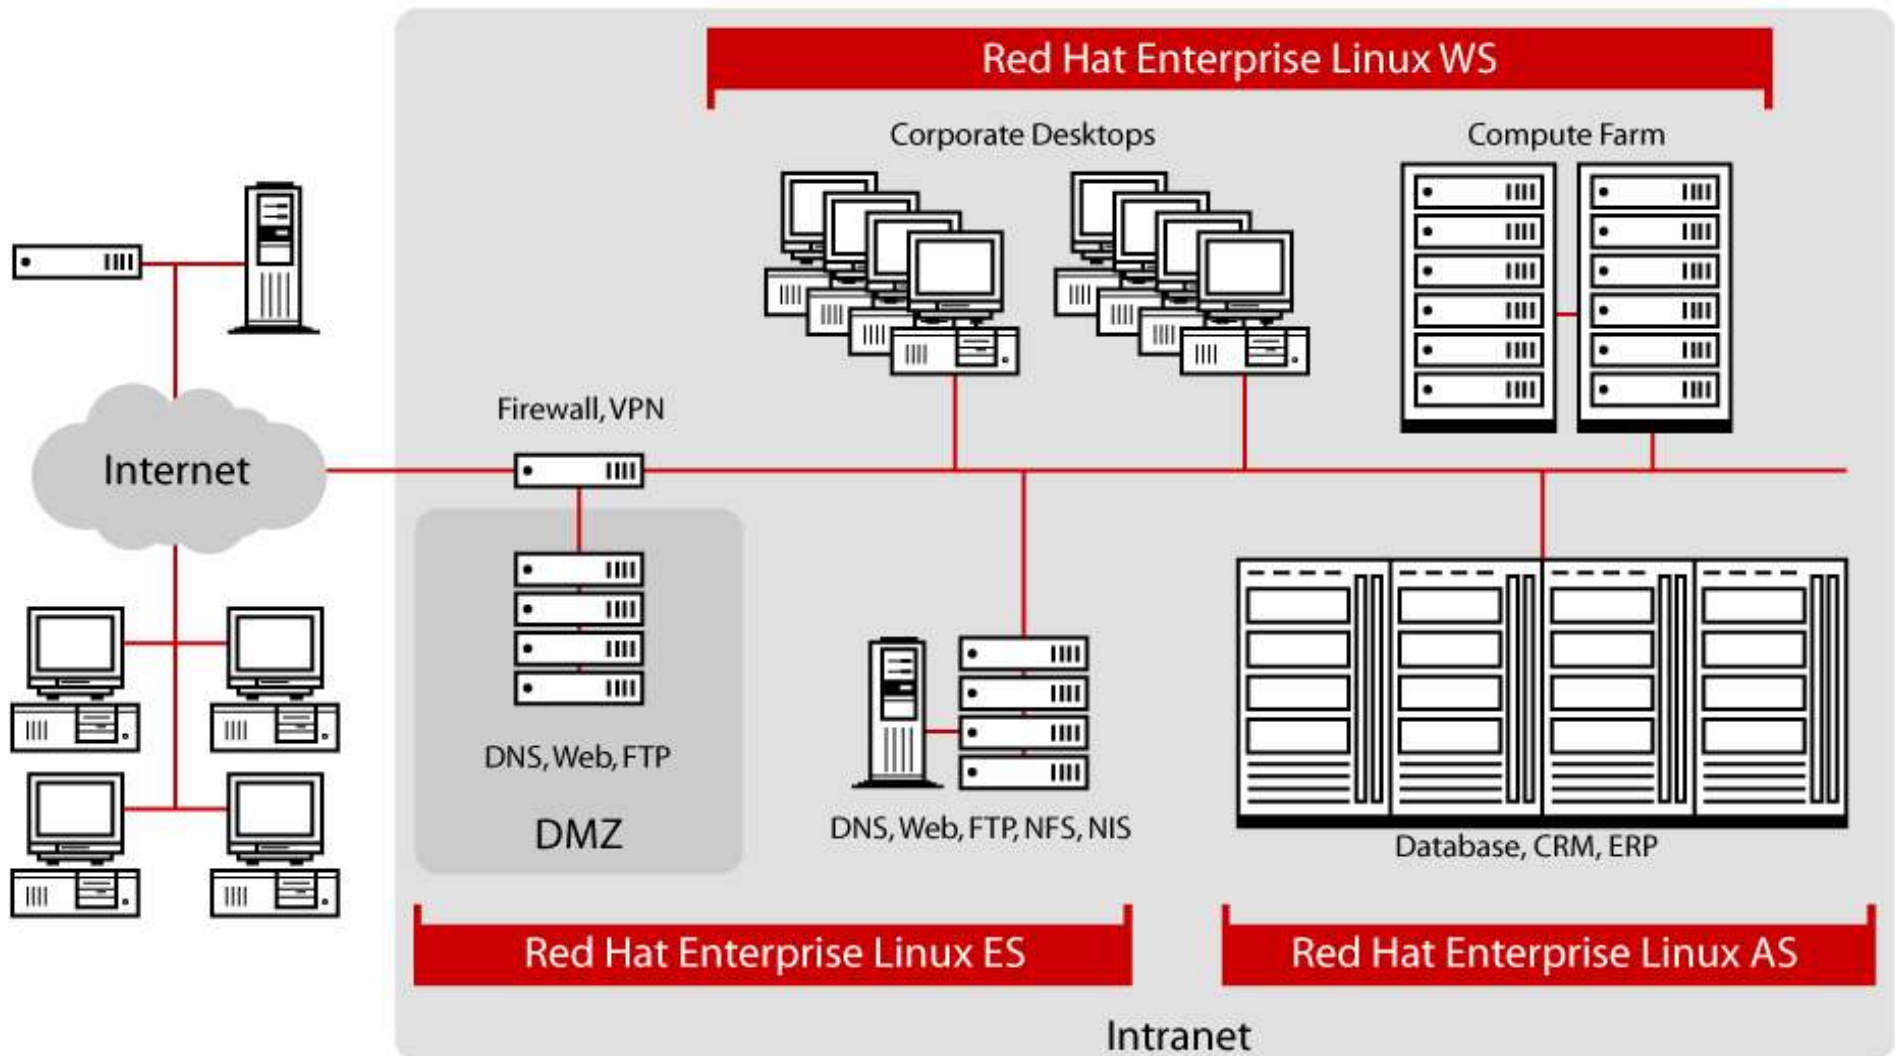 Red Hat Enterprise Linux WS
Corporate Desktops
Compute Farm
Firewall, VPN
Internet
DNS, Web, FTP
DMZ
DNS, Web, FTP, NFS, NIS
Database, CRM, ERP
Red Hat Enterprise Linux ES
Red Hat Enterprise Linux AS
Intranet